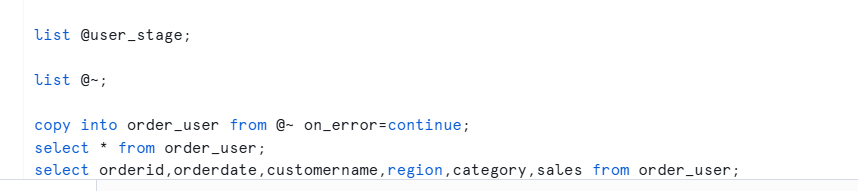 list @user_stage;
list @~;
copy into order_user from @~ on_error=continue;
select * from order_user;
select orderid,orderdate,customername,region,category,sales from order_user;